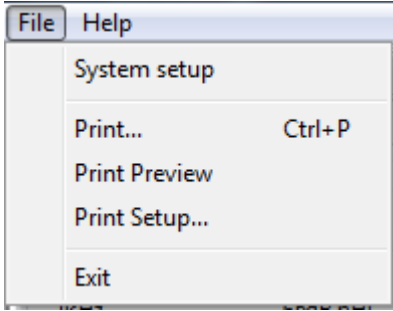 File Help
System setup
Print... Ctrl+P
Print Preview
Print Setup...
Exit